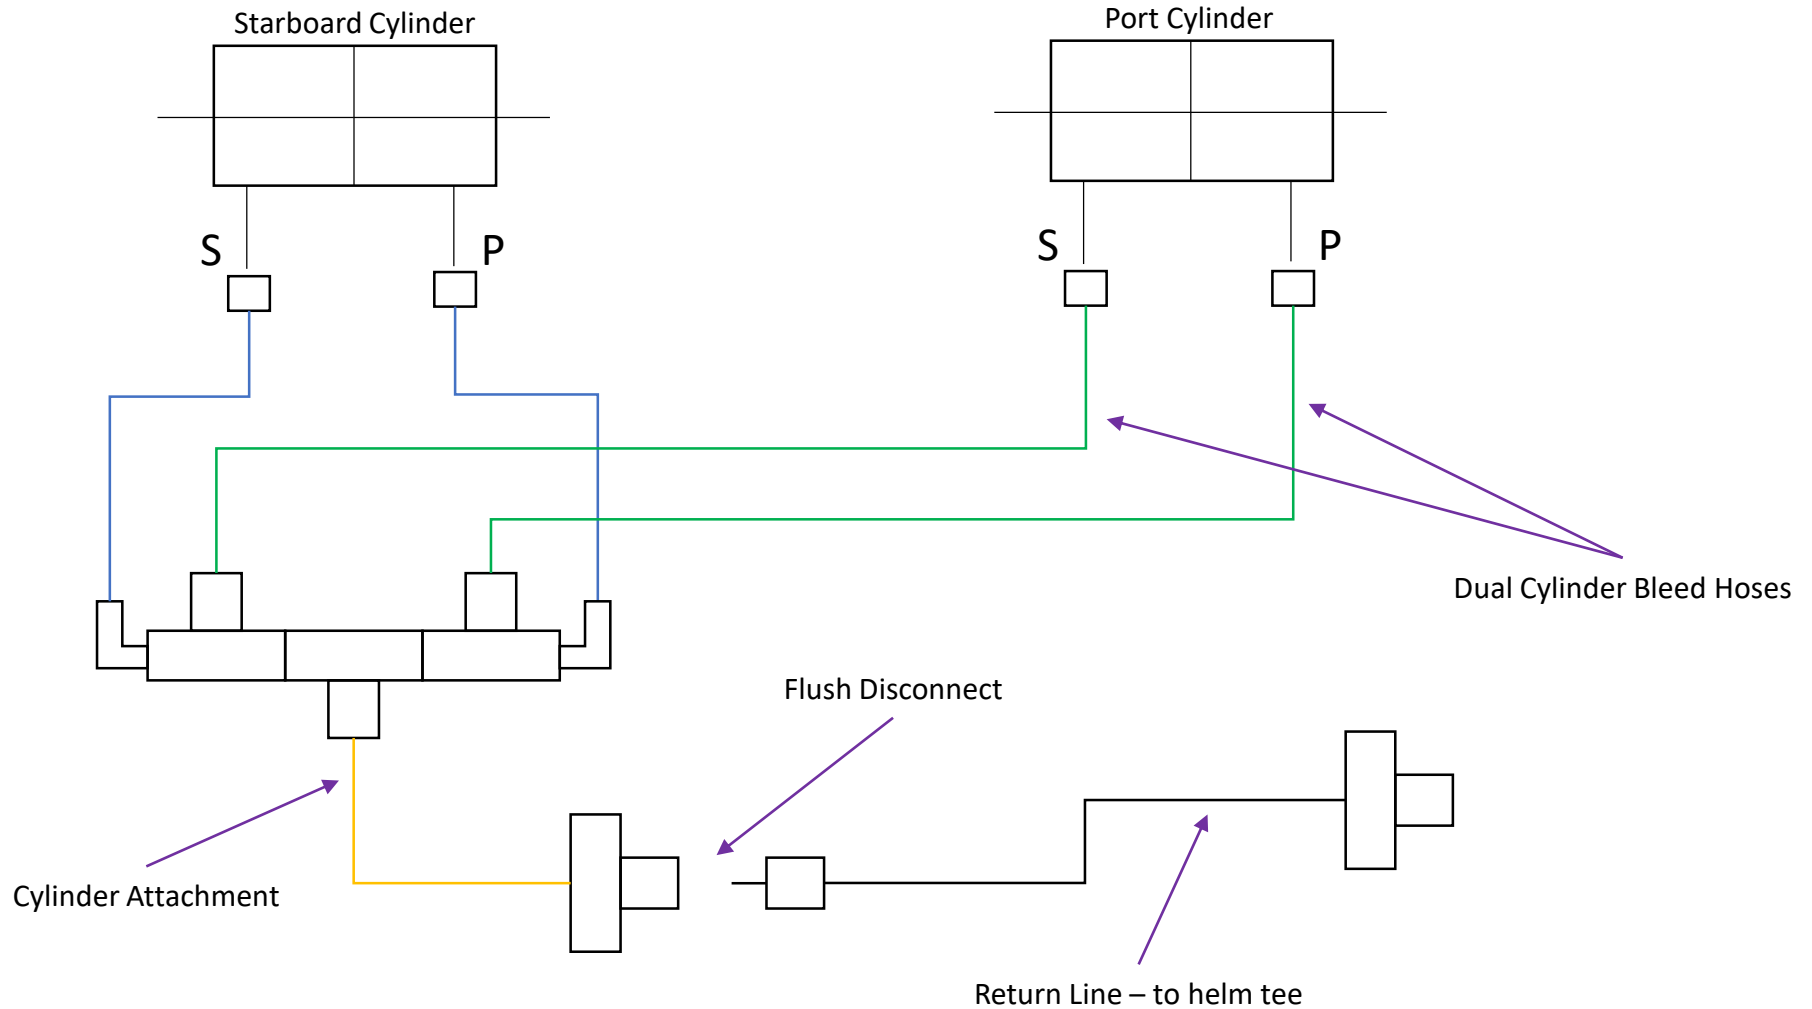 Starboard Cylinder
Port Cylinder
S
P
S
P
Dual Cylinder Bleed Hoses
Flush Disconnect
Cylinder Attachment
Return Line – to helm tee